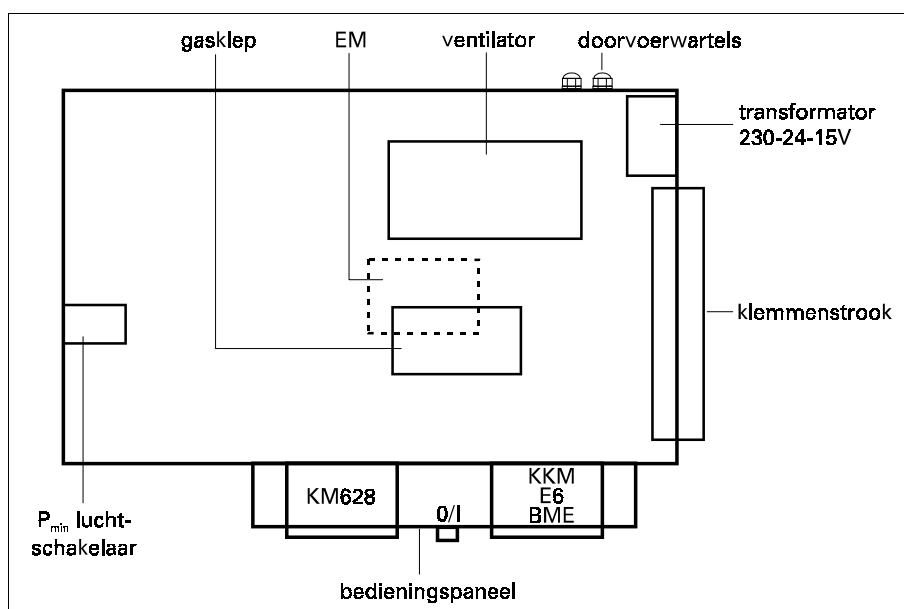 gasklep
EM
ventilator
doorvoerwartels
transformator
230-24-15V
klemmenstrook
KM628
0/I
KKM
E6
BME
Pmin lucht-
schakelaar
bedieningspaneel